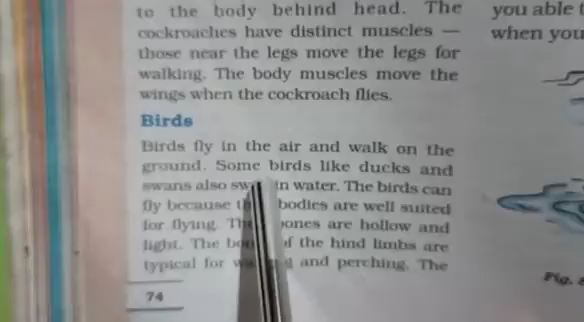 to the body behind head. The
cockroaches have distinct muscles —
those near the legs move the legs for
walking. The body muscles move the
wings when the cockroach flies.
Birds
Birds fly in the air and walk on the
ground. Some birds like ducks and
swans also sw in water. The birds can
fly because bodies are well suited
for flying. bones are hollow and
light. The of the hind limbs are
typical for and perching. The
74
you able
when you
Fig.